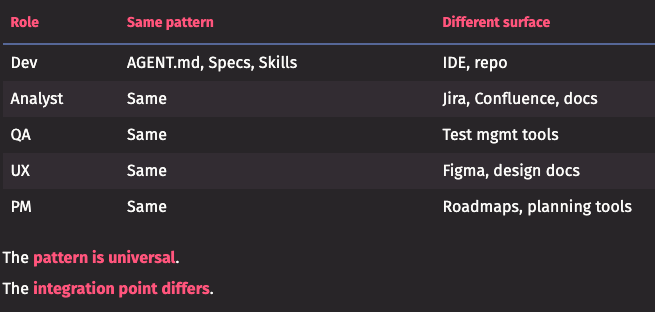 Role Same pattern Different surface
Dev AGENT.md, Specs, Skills IDE, repo
Analyst Same Jira, Confluence, docs
QA Same Test mgmt tools
UX Same Figma, design docs
PM Same Roadmaps, planning tools
The pattern is universal.
The integration point differs.